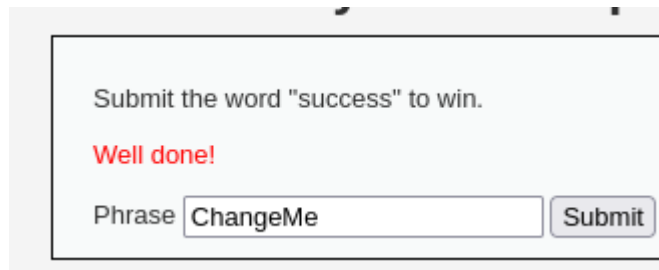 Submit the word "success" to win.
Well done!
Phrase ChangeMe Submit